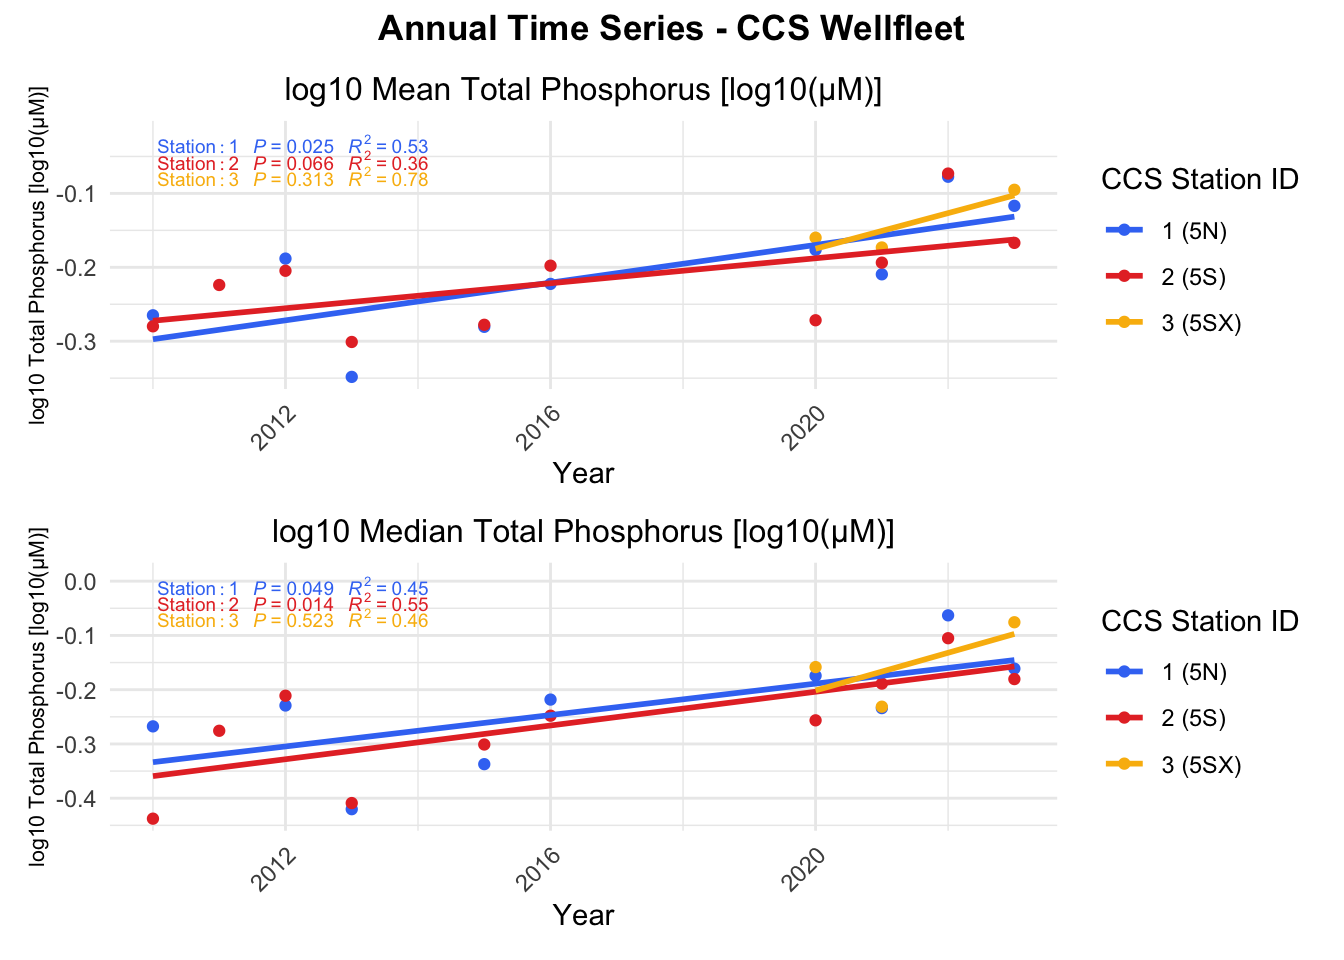 Annual Time Series - CCS Wellfleet
log10 Mean Total Phosphorus [log10(µM)]
log10 Total Phosphorus [log10(µM)]
Station: 1 P = 0.025 R² = 0.53
Station: 2 P = 0.066 R² = 0.36
Station: 3 P = 0.313 R² = 0.78
-0.1
-0.2
-0.3
2012
2016
2020
Year
CCS Station ID
1 (5N)
2 (5S)
3 (5SX)
log10 Median Total Phosphorus [log10(µM)]
log10 Total Phosphorus [log10(µM)]
Station: 1 P = 0.049 R² = 0.45
Station: 2 P = 0.014 R² = 0.55
Station: 3 P = 0.523 R² = 0.46
0.0
-0.1
-0.2
-0.3
-0.4
2012
2016
2020
Year
CCS Station ID
1 (5N)
2 (5S)
3 (5SX)